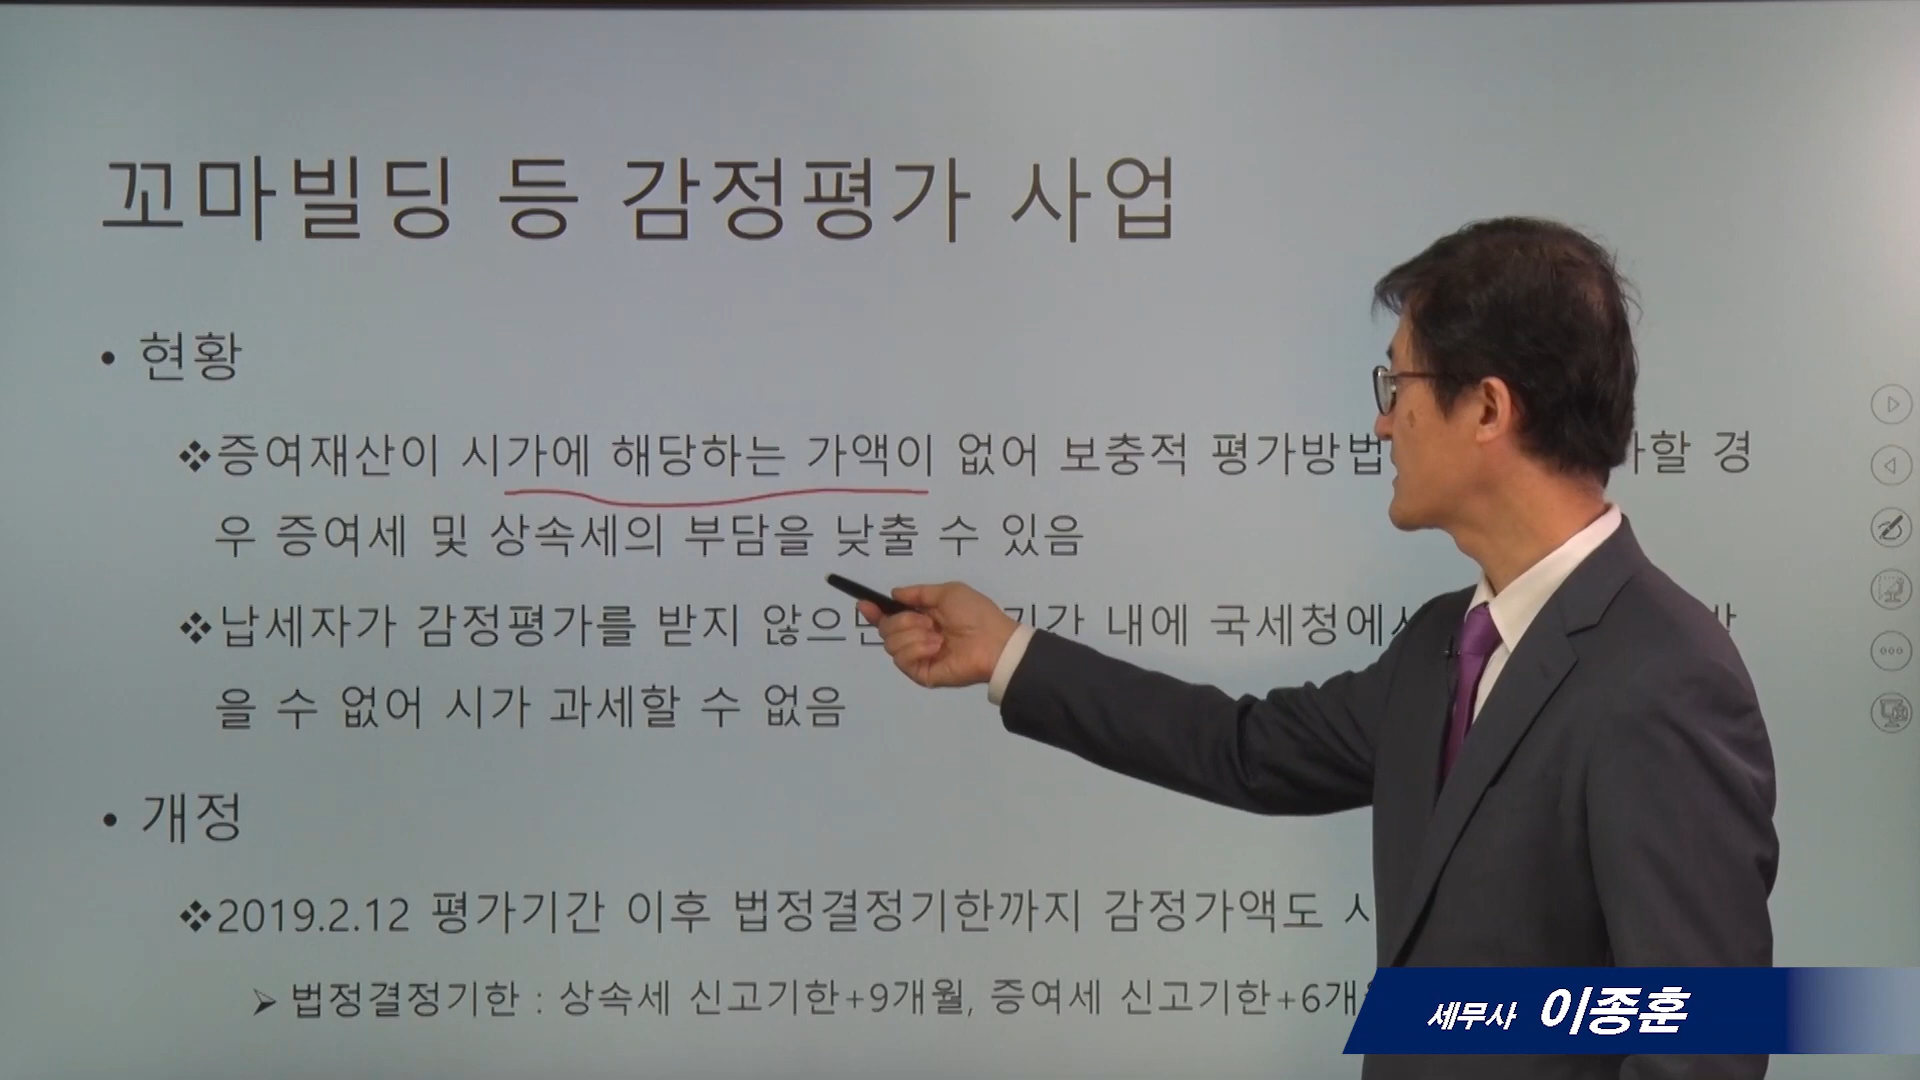 꼬마빌딩 등 감정평가 사업
• 현황
❖증여재산이 시가에 해당하는 가액이 없어 보충적 평가방법 할 경
우 증여세 및 상속세의 부담을 낮출 수 있음
❖납세자가 감정평가를 받지 않으면 기간 내에 국세청에서
을 수 없어 시가 과세할 수 없음
• 개정
❖2019.2.12 평가기간 이후 법정결정기한까지 감정가액도
➢ 법정결정기한 : 상속세 신고기한+9개월, 증여세 신고기한+6개월
세무사 이종훈